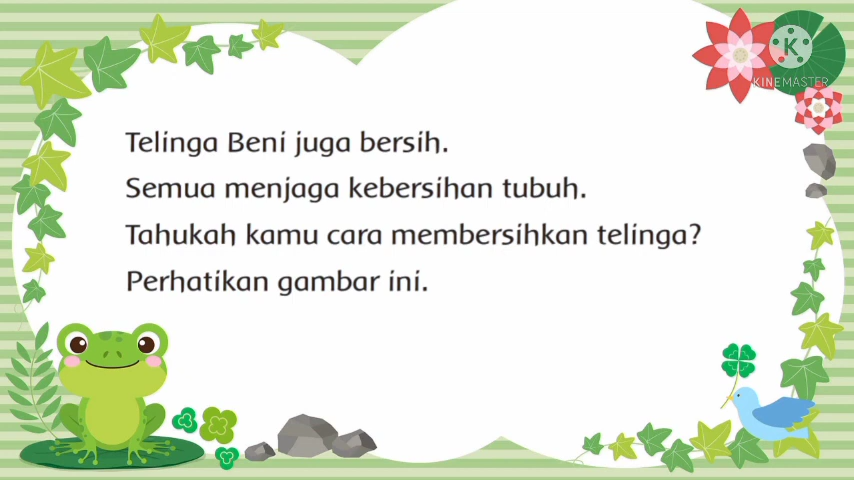 Telinga Beni juga bersih.
Semua menjaga kebersihan tubuh.
Tahukah kamu cara membersihkan telinga?
Perhatikan gambar ini.
K
KINEMASTER